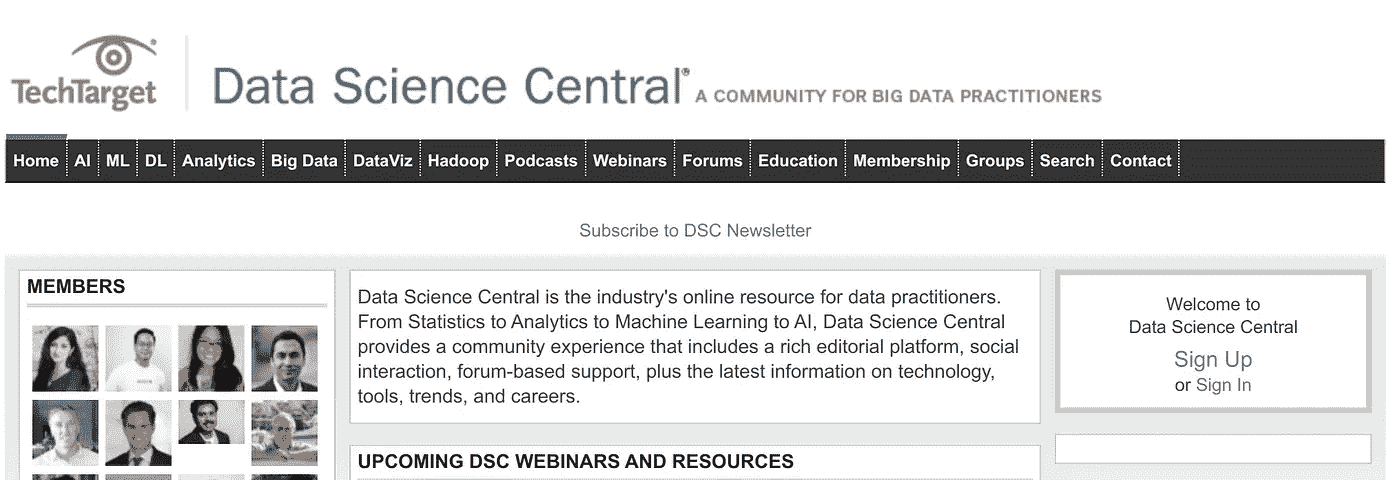 TechTarget
Data Science Central® A COMMUNITY FOR BIG DATA PRACTITIONERS
Home AI ML DL Analytics Big Data DataViz Hadoop Podcasts Webinars Forums Education Membership Groups Search Contact
Subscribe to DSC Newsletter
MEMBERS
Data Science Central is the industry's online resource for data practitioners.
From Statistics to Analytics to Machine Learning to AI, Data Science Central
provides a community experience that includes a rich editorial platform, social
interaction, forum-based support, plus the latest information on technology,
tools, trends, and careers.
UPCOMING DSC WEBINARS AND RESOURCES
Welcome to
Data Science Central
Sign Up
or Sign In